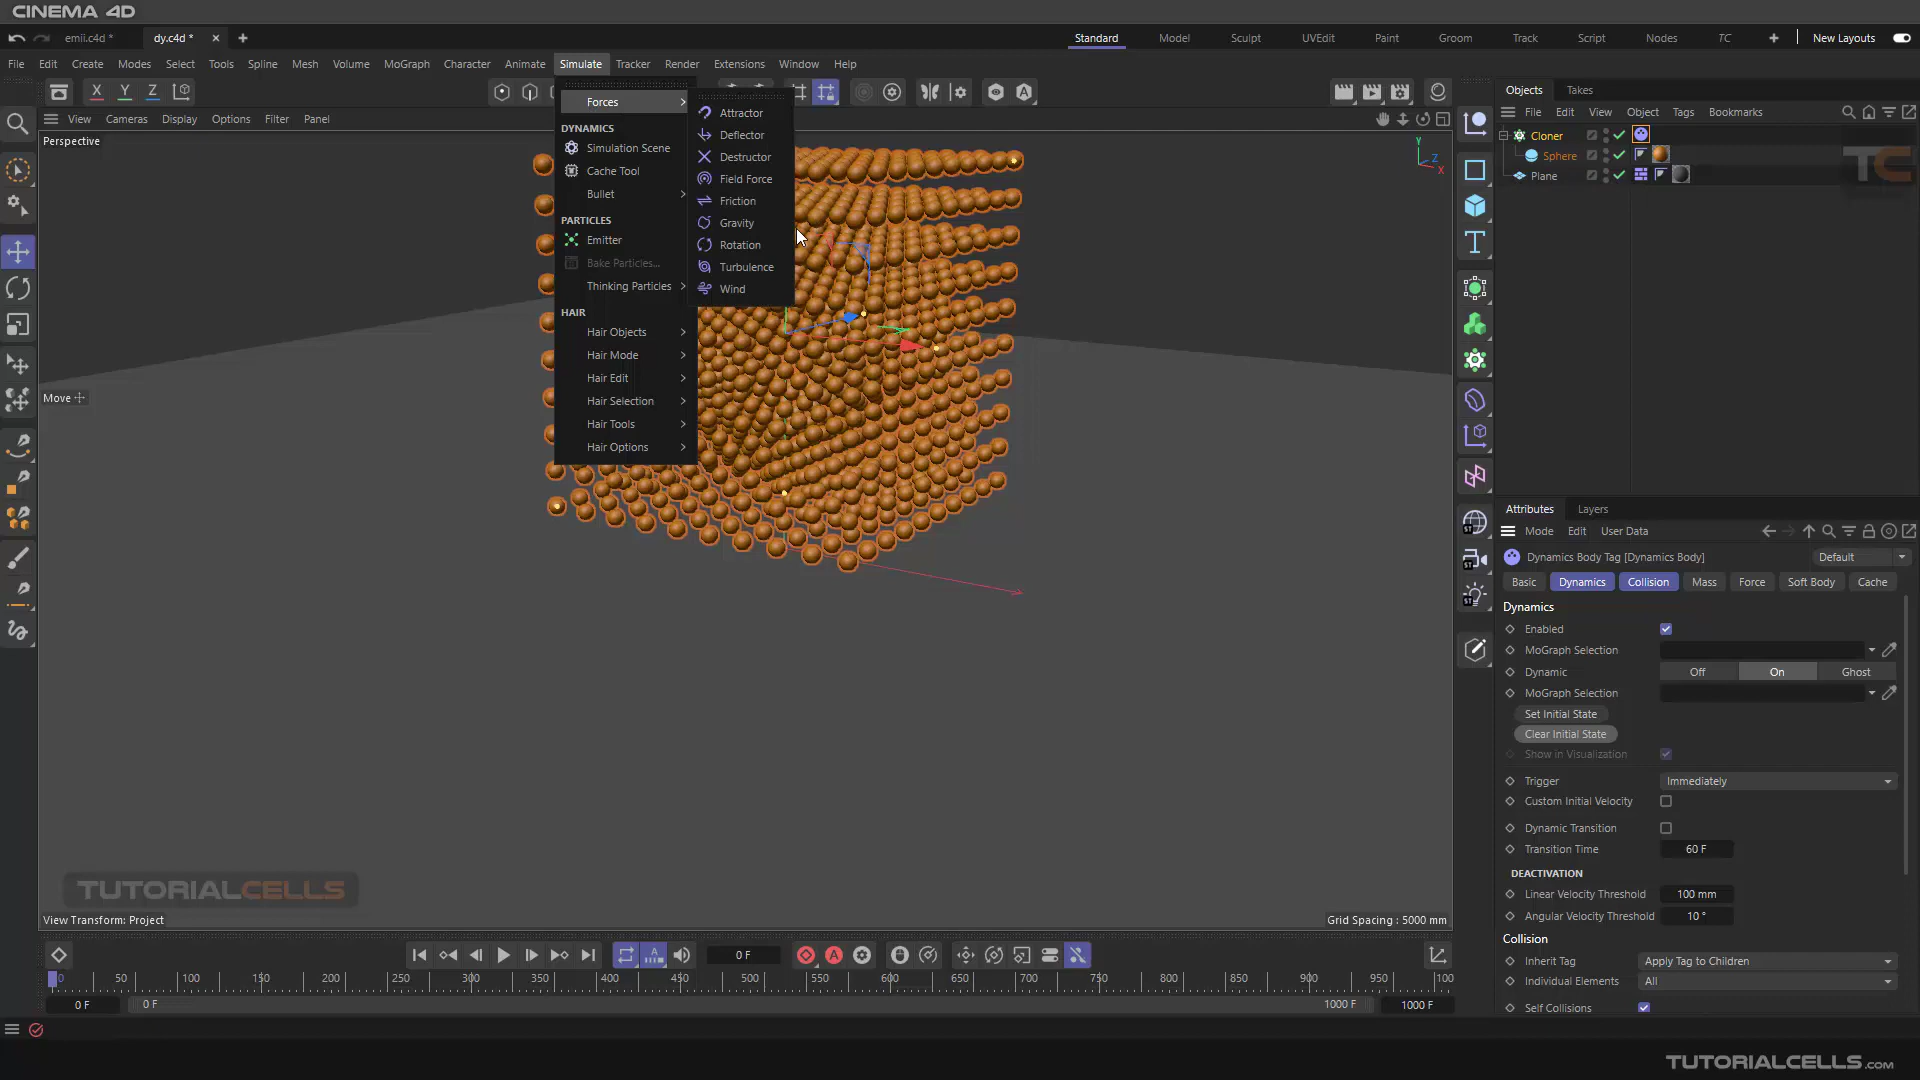 CINEMA 4D
emii.c4d *
dy.c4d *
Standard
Model
Sculpt
UVEdit
Paint
Groom
Track
Script
Nodes
TC
New Layouts
File Edit Create Modes Select Tools Spline Mesh Volume MoGraph Character Animate Simulate Tracker Render Extensions Window Help
X Y Z
A
View Cameras Display Options Filter Panel
Perspective
Move
Forces
DYNAMICS
Simulation Scene
Cache Tool
Bullet
PARTICLES
Emitter
Bake Particles...
Thinking Particles
HAIR
Hair Objects
Hair Mode
Hair Edit
Hair Selection
Hair Tools
Hair Options
Attractor
Deflector
Destructor
Field Force
Friction
Gravity
Rotation
Turbulence
Wind
Y
Z
X
T
ST
ST
ST
Objects Takes
File Edit View Object Tags Bookmarks
Cloner
Sphere
Plane
TC
Attributes Layers
Mode Edit User Data
Dynamics Body Tag [Dynamics Body]
Default
Basic Dynamics Collision Mass Force Soft Body Cache
Dynamics
Enabled
MoGraph Selection
Dynamic Off On Ghost
MoGraph Selection
Set Initial State
Clear Initial State
Show in Visualization
Trigger Immediately
Custom Initial Velocity
Dynamic Transition
Transition Time 60 F
DEACTIVATION
Linear Velocity Threshold 100 mm
Angular Velocity Threshold 10 °
Collision
Inherit Tag Apply Tag to Children
Individual Elements All
Self Collisions
TUTORIALCELLS
View Transform: Project
Grid Spacing : 5000 mm
0 F
A
0 50 100 150 200 250 300 350 400 450 500 550 600 650 700 750 800 850 900 950 100
0 F
0 F
1000 F
1000 F
TUTORIALCELLS.com